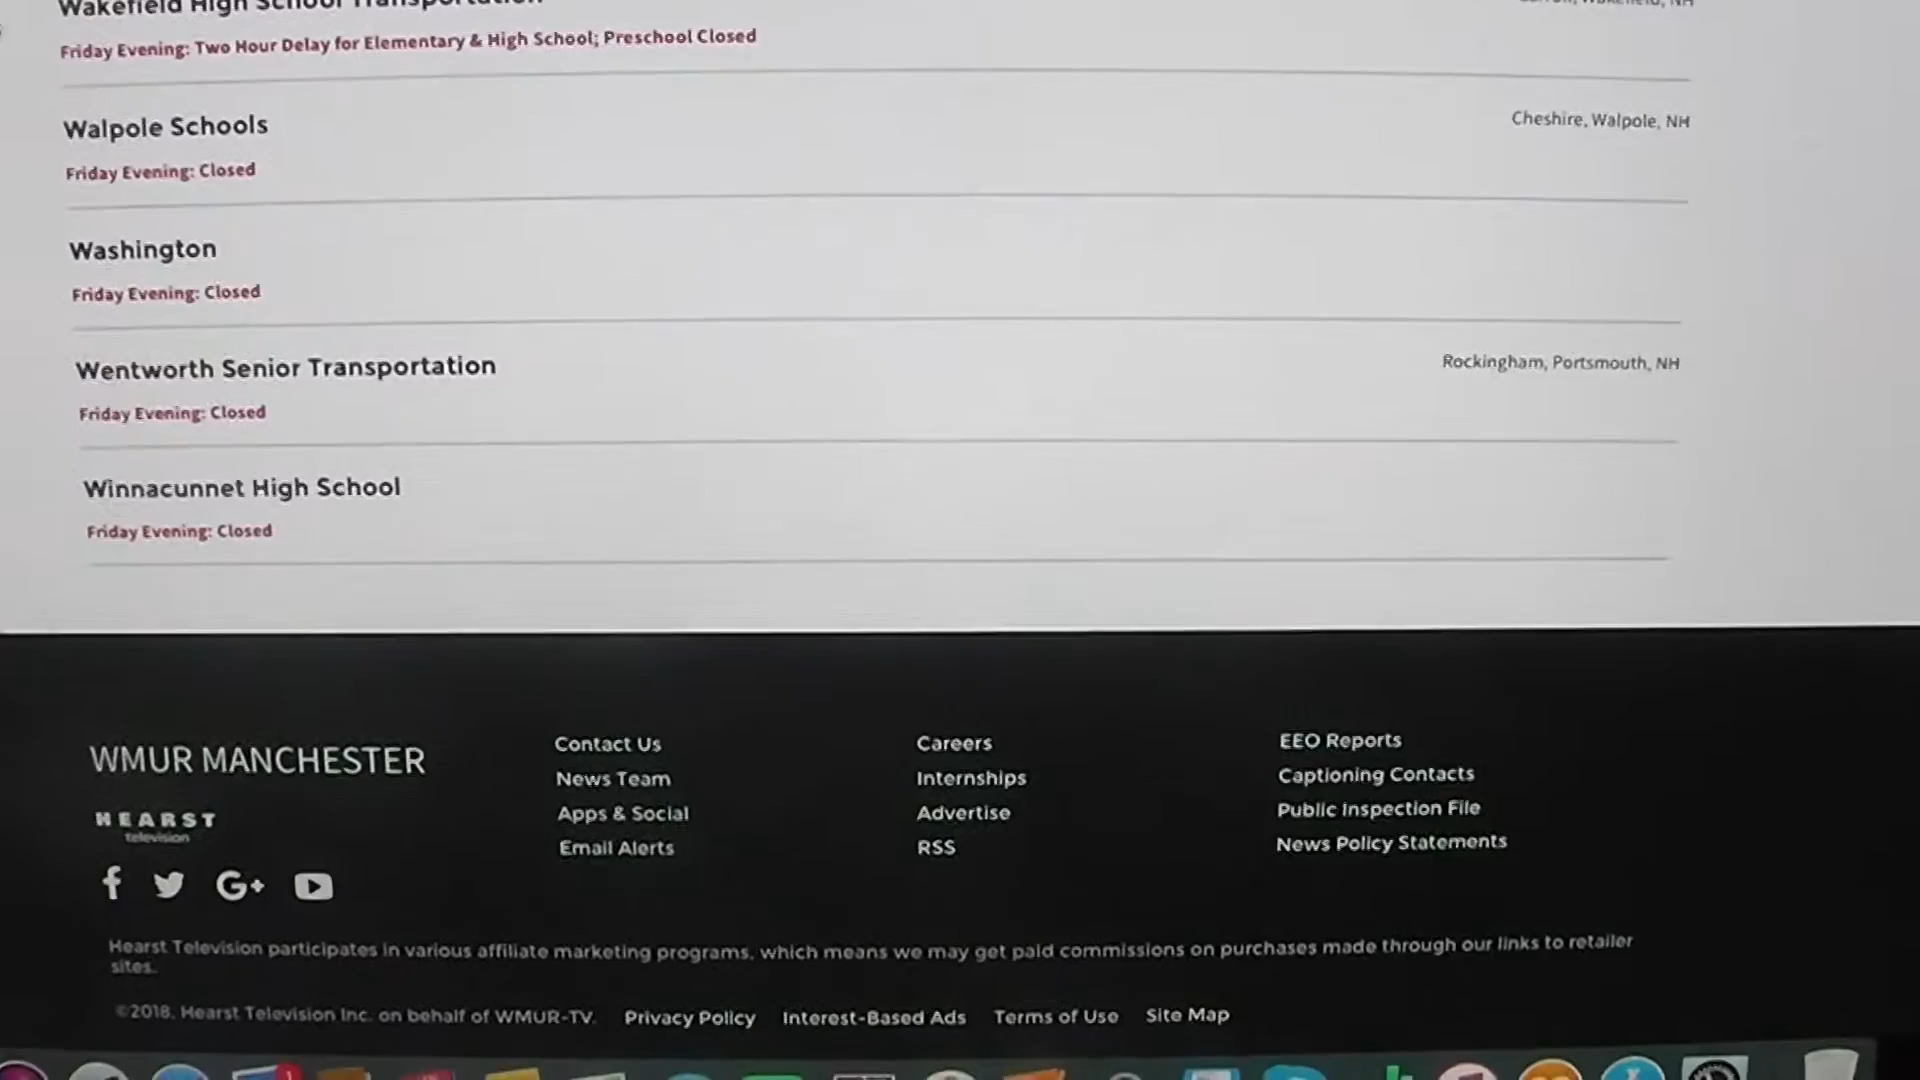 Wakefield High School Transportation
Friday Evening: Two Hour Delay for Elementary & High School; Preschool Closed
Walpole Schools
Cheshire, Walpole, NH
Friday Evening: Closed
Washington
Friday Evening: Closed
Wentworth Senior Transportation
Rockingham, Portsmouth, NH
Friday Evening: Closed
Winnacunnet High School
Friday Evening: Closed
WMUR MANCHESTER
HEARST
television
Contact Us
News Team
Apps & Social
Email Alerts
Careers
Internships
Advertise
RSS
EEO Reports
Captioning Contacts
Public Inspection File
News Policy Statements
Hearst Television participates in various affiliate marketing programs, which means we may get paid commissions on purchases made through our links to retailer
sites.
©2018, Hearst Television Inc. on behalf of WMUR-TV. Privacy Policy Interest-Based Ads Terms of Use Site Map